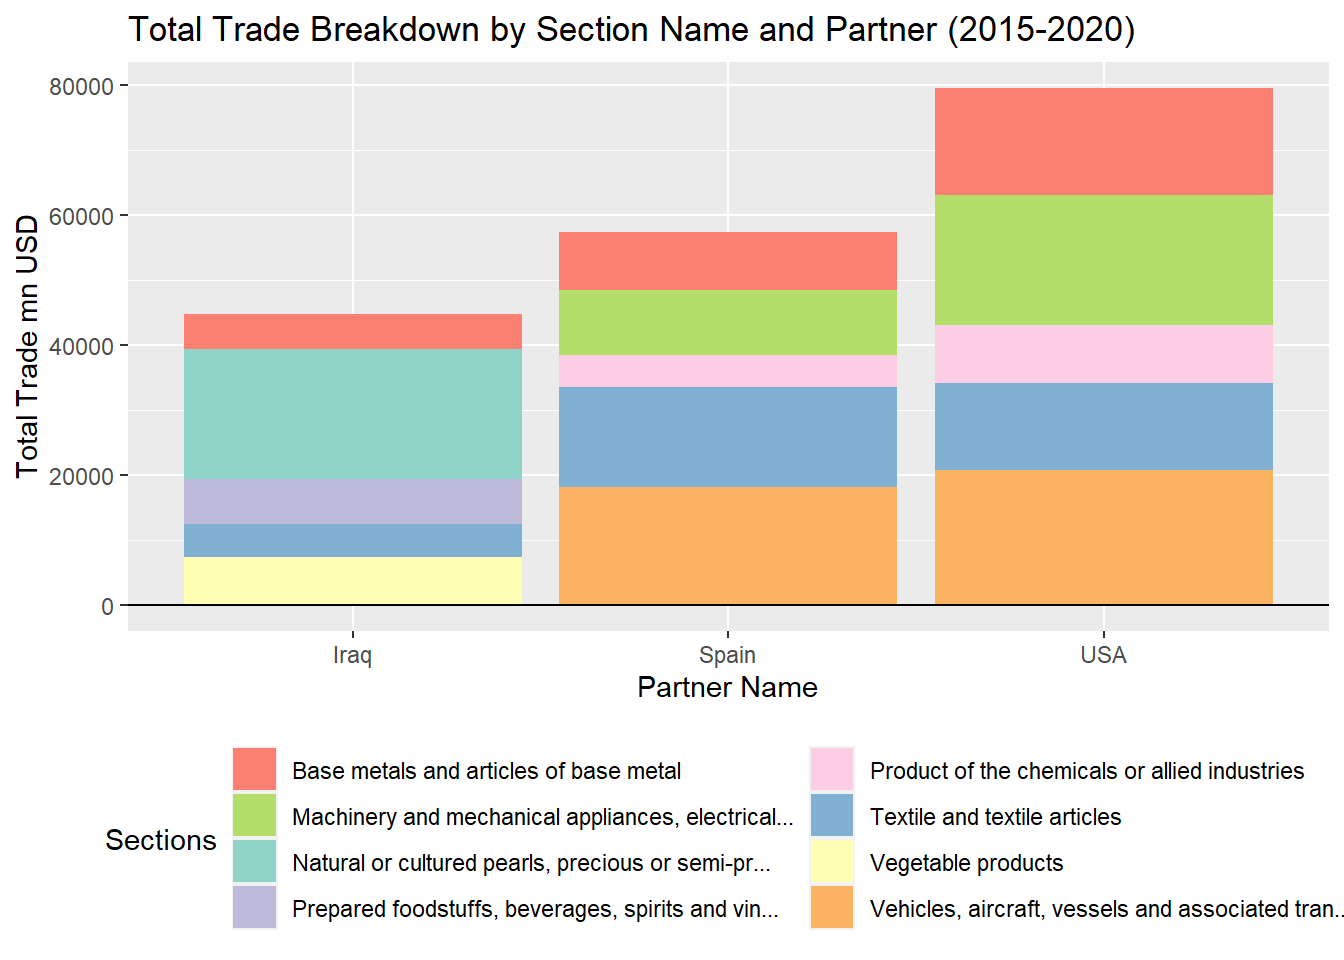 Total Trade Breakdown by Section Name and Partner (2015-2020)
Total Trade mn USD
80000
60000
40000
20000
0
Iraq
Spain
USA
Partner Name
Sections
Base metals and articles of base metal
Machinery and mechanical appliances, electrical...
Natural or cultured pearls, precious or semi-pr...
Prepared foodstuffs, beverages, spirits and vin...
Product of the chemicals or allied industries
Textile and textile articles
Vegetable products
Vehicles, aircraft, vessels and associated tran..